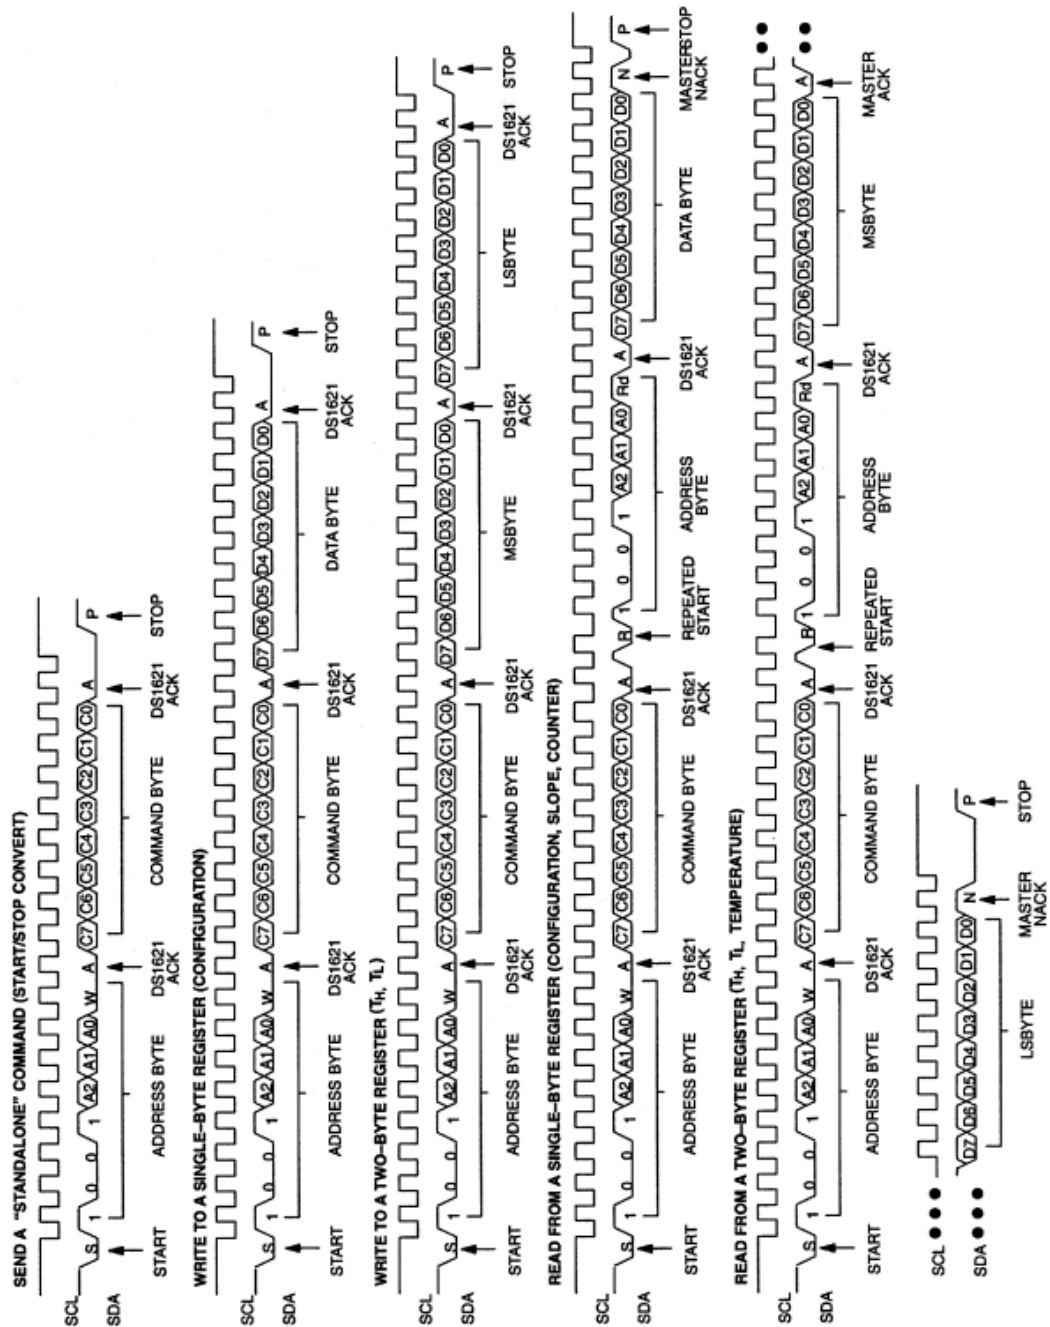 SEND A "STANDALONE" COMMAND (START/STOP CONVERT)
SCL
SDA
S 1 0 0 1 A2 A1 A0 W A C7 C6 C5 C4 C3 C2 C1 C0 A P
START ADDRESS BYTE DS1621 ACK COMMAND BYTE DS1621 ACK STOP
WRITE TO A SINGLE–BYTE REGISTER (CONFIGURATION)
SCL
SDA
S 1 0 0 1 A2 A1 A0 W A C7 C6 C5 C4 C3 C2 C1 C0 A D7 D6 D5 D4 D3 D2 D1 D0 A P
START ADDRESS BYTE DS1621 ACK COMMAND BYTE DS1621 ACK DATA BYTE DS1621 ACK STOP
WRITE TO A TWO–BYTE REGISTER (TH, TL)
SCL
SDA
S 1 0 0 1 A2 A1 A0 W A C7 C6 C5 C4 C3 C2 C1 C0 A D7 D6 D5 D4 D3 D2 D1 D0 A D7 D6 D5 D4 D3 D2 D1 D0 A P
START ADDRESS BYTE DS1621 ACK COMMAND BYTE DS1621 ACK MSBYTE DS1621 ACK LSBYTE DS1621 ACK STOP
READ FROM A SINGLE–BYTE REGISTER (CONFIGURATION, SLOPE, COUNTER)
SCL
SDA
S 1 0 0 1 A2 A1 A0 W A C7 C6 C5 C4 C3 C2 C1 C0 A R 1 0 0 1 A2 A1 A0 Rd A D7 D6 D5 D4 D3 D2 D1 D0 N P
START ADDRESS BYTE DS1621 ACK COMMAND BYTE DS1621 ACK REPEATED START ADDRESS BYTE DS1621 ACK DATA BYTE MASTER NACK STOP
READ FROM A TWO–BYTE REGISTER (TH, TL, TEMPERATURE)
SCL
SDA
S 1 0 0 1 A2 A1 A0 W A C7 C6 C5 C4 C3 C2 C1 C0 A R 1 0 0 1 A2 A1 A0 Rd A D7 D6 D5 D4 D3 D2 D1 D0 A
START ADDRESS BYTE DS1621 ACK COMMAND BYTE DS1621 ACK REPEATED START ADDRESS BYTE DS1621 ACK MSBYTE MASTER ACK
SCL
SDA
D7 D6 D5 D4 D3 D2 D1 D0 N P
LSBYTE MASTER NACK STOP